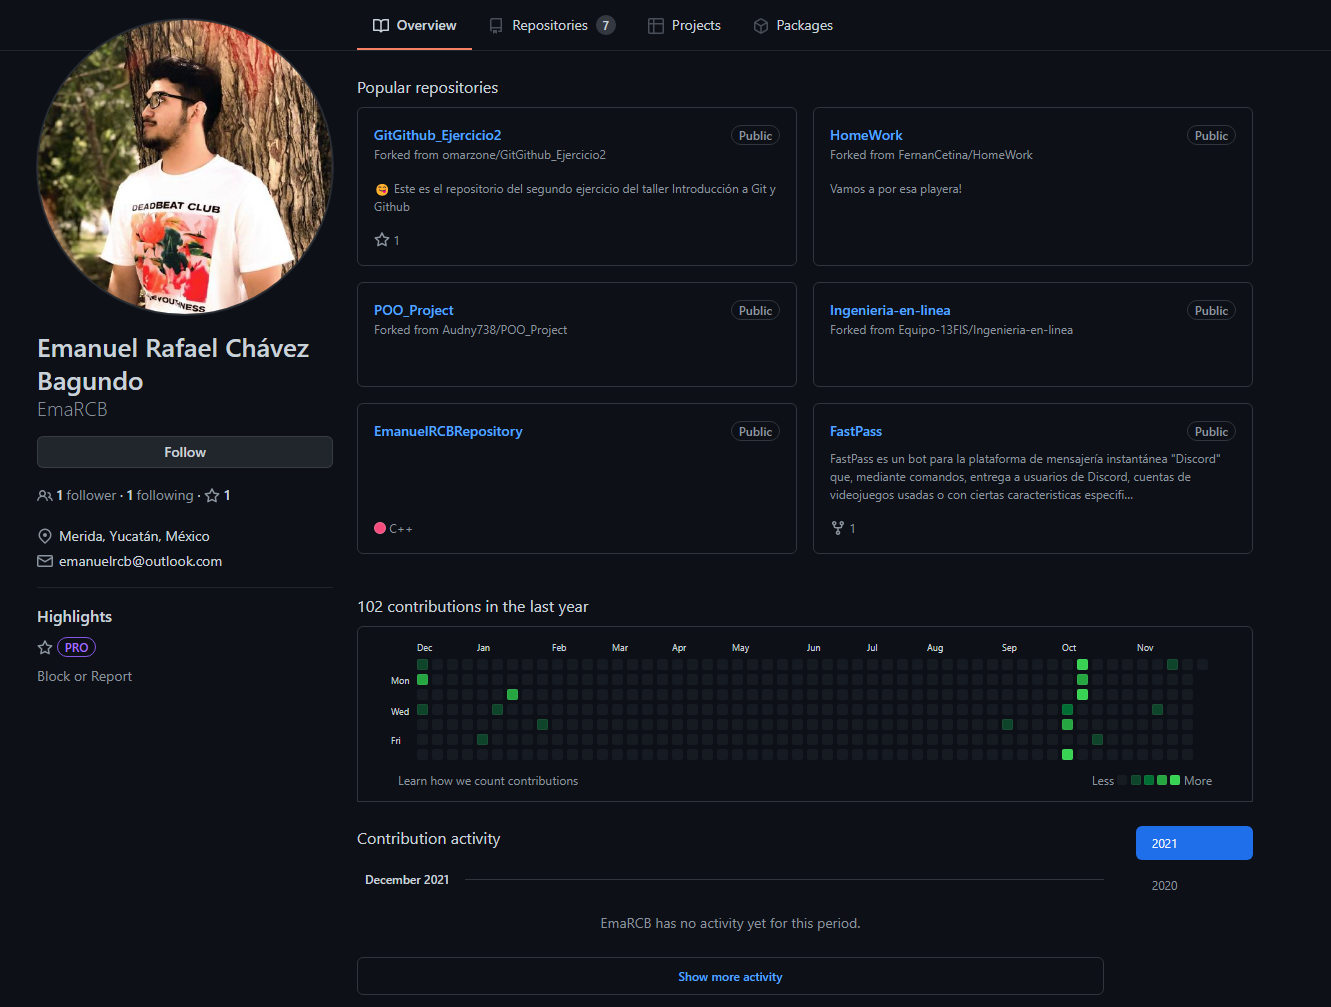 Overview
Repositories 7
Projects
Packages
DEADBEAT CLUB
Emanuel Rafael Chávez
Bagundo
EmaRCB
Follow
1 follower · 1 following · 1
Merida, Yucatán, México
emanuelrcb@outlook.com
Highlights
PRO
Block or Report
Popular repositories
GitGithub_Ejercicio2
Public
Forked from omarzone/GitGithub_Ejercicio2
😋 Este es el repositorio del segundo ejercicio del taller Introducción a Git y
Github
1
HomeWork
Public
Forked from FernanCetina/HomeWork
Vamos a por esa playera!
POO_Project
Public
Forked from Audny738/POO_Project
Ingenieria-en-linea
Public
Forked from Equipo-13FIS/Ingenieria-en-linea
EmanuelRCBRepository
Public
C++
FastPass
Public
FastPass es un bot para la plataforma de mensajería instantánea "Discord"
que, mediante comandos, entrega a usuarios de Discord, cuentas de
videojuegos usadas o con ciertas caracteristicas especifi...
1
102 contributions in the last year
Dec Jan Feb Mar Apr May Jun Jul Aug Sep Oct Nov
Mon
Wed
Fri
Learn how we count contributions
Less More
Contribution activity
2021
2020
December 2021
EmaRCB has no activity yet for this period.
Show more activity